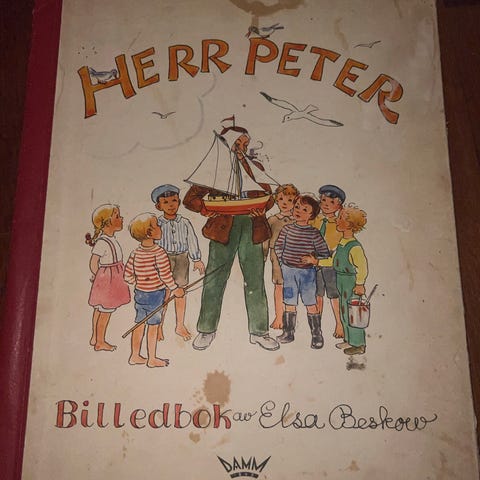 HERR PETER
Billedbok av Elsa Beskow
DAMM